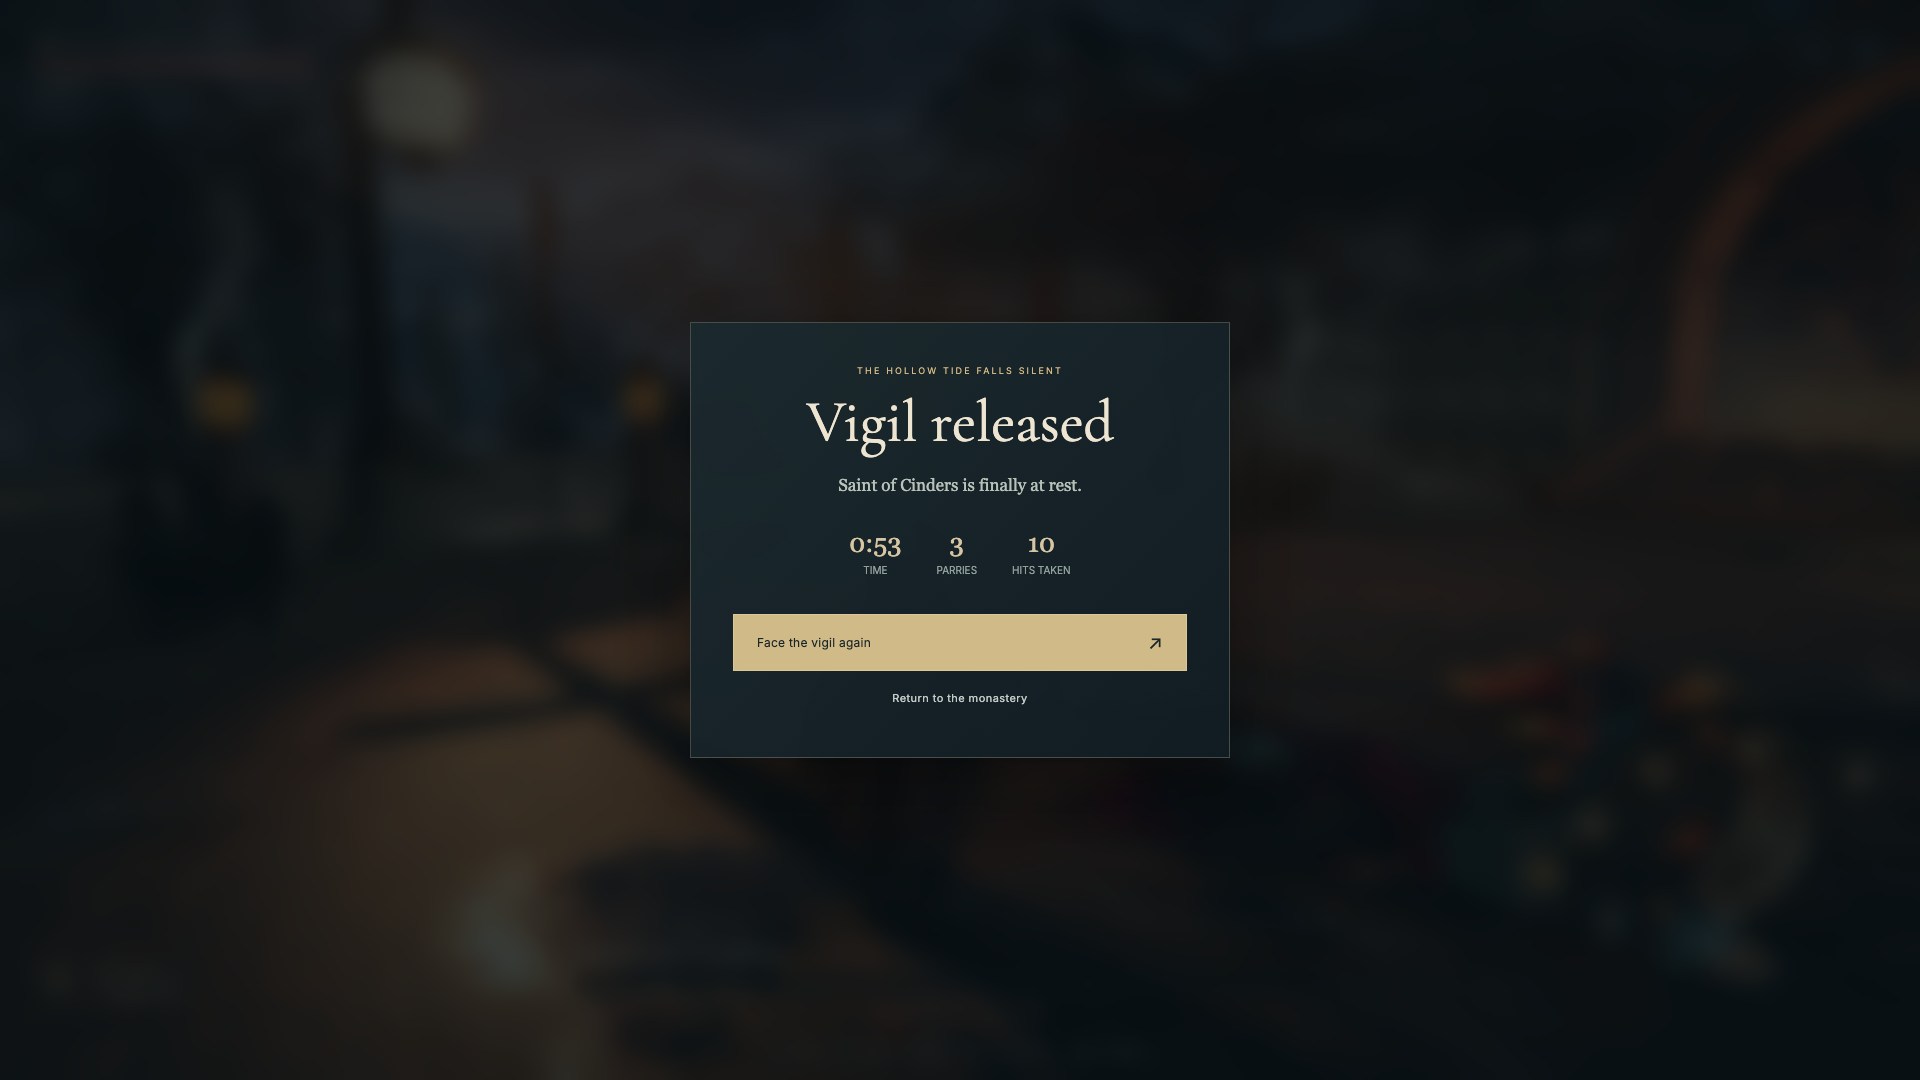 THE HOLLOW TIDE FALLS SILENT
Vigil released
Saint of Cinders is finally at rest.
0:53 3 10
TIME PARRIES HITS TAKEN
Face the vigil again
Return to the monastery